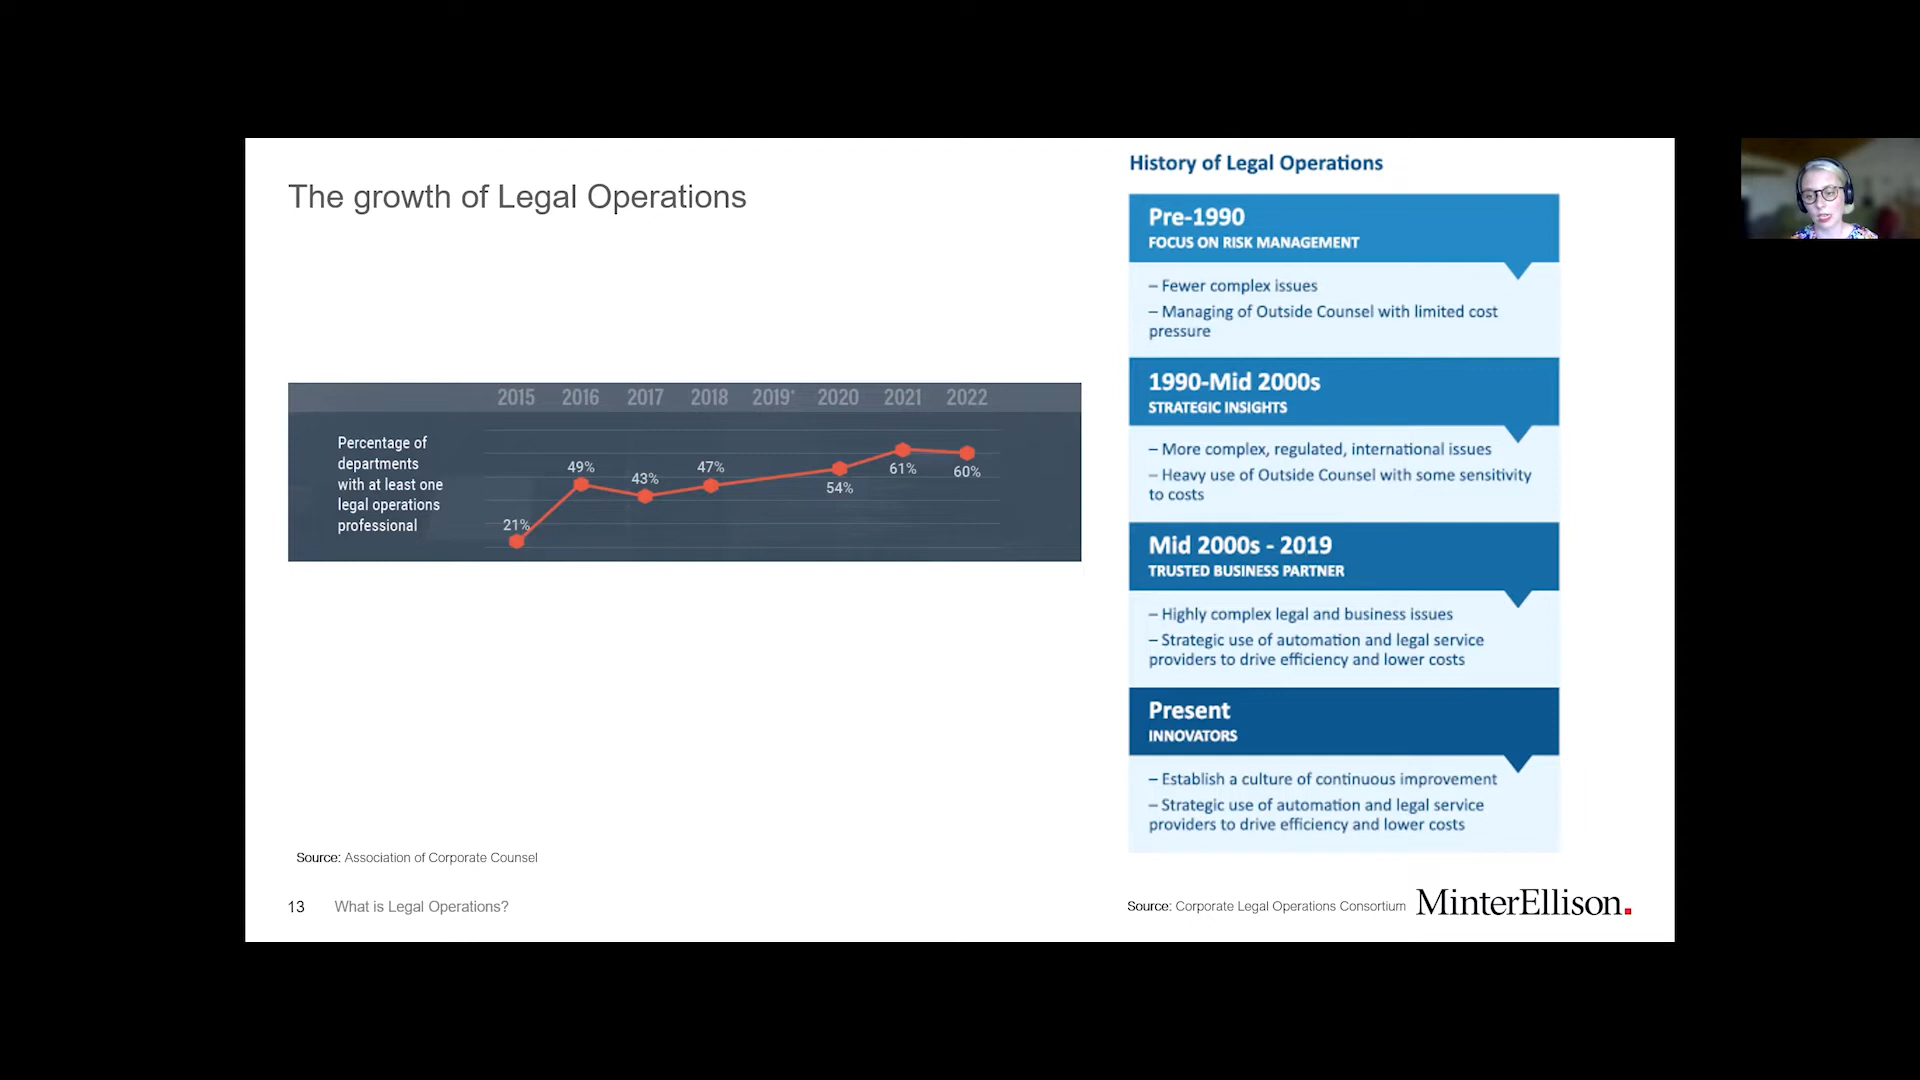 The growth of Legal Operations
2015 2016 2017 2018 2019* 2020 2021 2022
Percentage of
departments
with at least one
legal operations
professional
21%
49%
43%
47%
54%
61%
60%
Source: Association of Corporate Counsel
13 What is Legal Operations?
History of Legal Operations
Pre-1990
FOCUS ON RISK MANAGEMENT
– Fewer complex issues
– Managing of Outside Counsel with limited cost
pressure
1990-Mid 2000s
STRATEGIC INSIGHTS
– More complex, regulated, international issues
– Heavy use of Outside Counsel with some sensitivity
to costs
Mid 2000s - 2019
TRUSTED BUSINESS PARTNER
– Highly complex legal and business issues
– Strategic use of automation and legal service
providers to drive efficiency and lower costs
Present
INNOVATORS
– Establish a culture of continuous improvement
– Strategic use of automation and legal service
providers to drive efficiency and lower costs
Source: Corporate Legal Operations Consortium
MinterEllison.